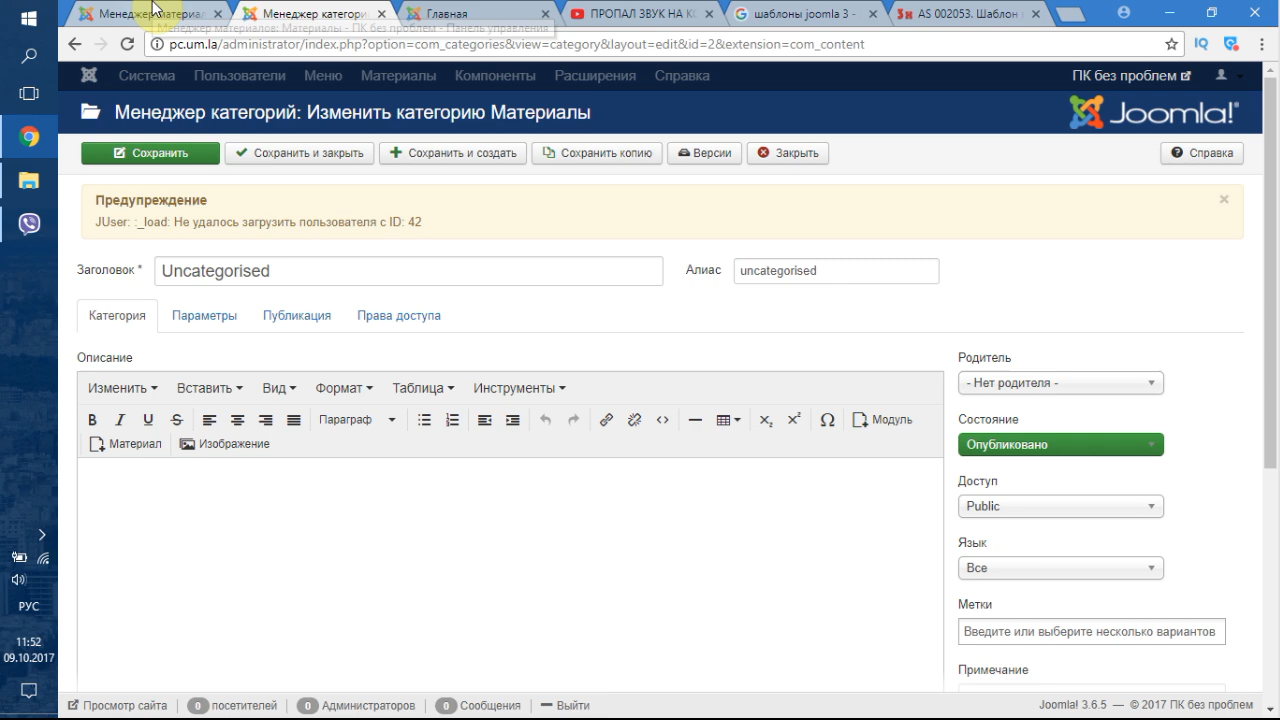 Менеджер материал
Менеджер категори
Главная
ПРОПАЛ ЗВУК НА КО
шаблоны joomla 3 -
AS 002053. Шаблон
Менеджер материалов: Материалы - ПК без проблем - Панель управления
pc.um.la/administrator/index.php?option=com_categories&view=category&layout=edit&id=2&extension=com_content
IQ
Система Пользователи Меню Материалы Компоненты Расширения Справка
ПК без проблем
Менеджер категорий: Изменить категорию Материалы
Joomla!®
Сохранить
Сохранить и закрыть
Сохранить и создать
Сохранить копию
Версии
Закрыть
Справка
Предупреждение
JUser: :_load: Не удалось загрузить пользователя с ID: 42
Заголовок * Uncategorised
Алиас uncategorised
Категория Параметры Публикация Права доступа
Описание
Изменить Вставить Вид Формат Таблица Инструменты
B I U S Параграф Модуль
Материал Изображение
Родитель
- Нет родителя -
Состояние
Опубликовано
Доступ
Public
Язык
Все
Метки
Введите или выберите несколько вариантов
Примечание
РУС
11:52
09.10.2017
Просмотр сайта 0 посетителей 0 Администраторов 0 Сообщения Выйти
Joomla! 3.6.5 — © 2017 ПК без проблем